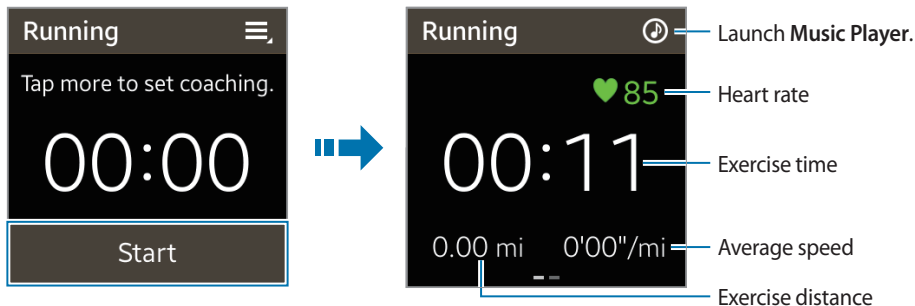 Running
Tap more to set coaching.
00:00
Start
Running
Launch Music Player.
85
Heart rate
00:11
Exercise time
0.00 mi
0'00"/mi
Average speed
Exercise distance